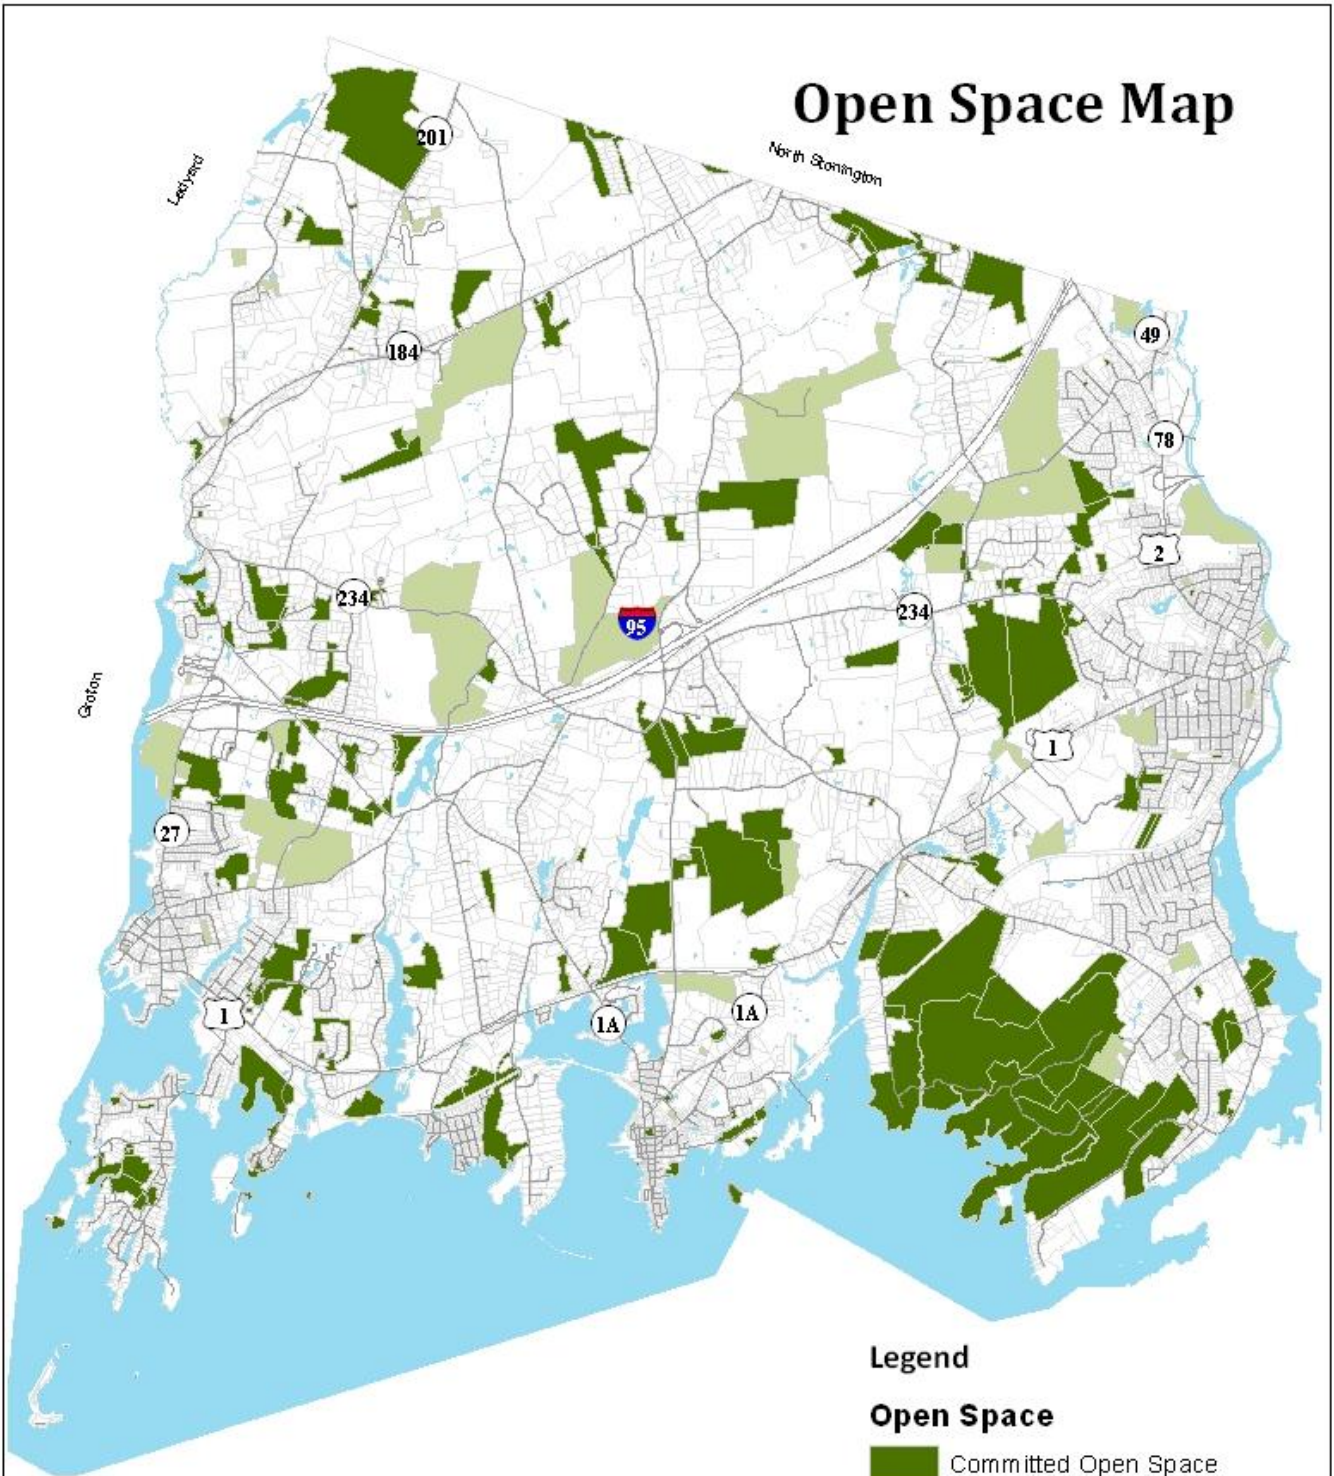 Open Space Map
201
North Stonington
Ledyard
184
49
78
2
234
95
234
Groton
1
27
1
1A
1A
Legend
Open Space
Committed Open Space